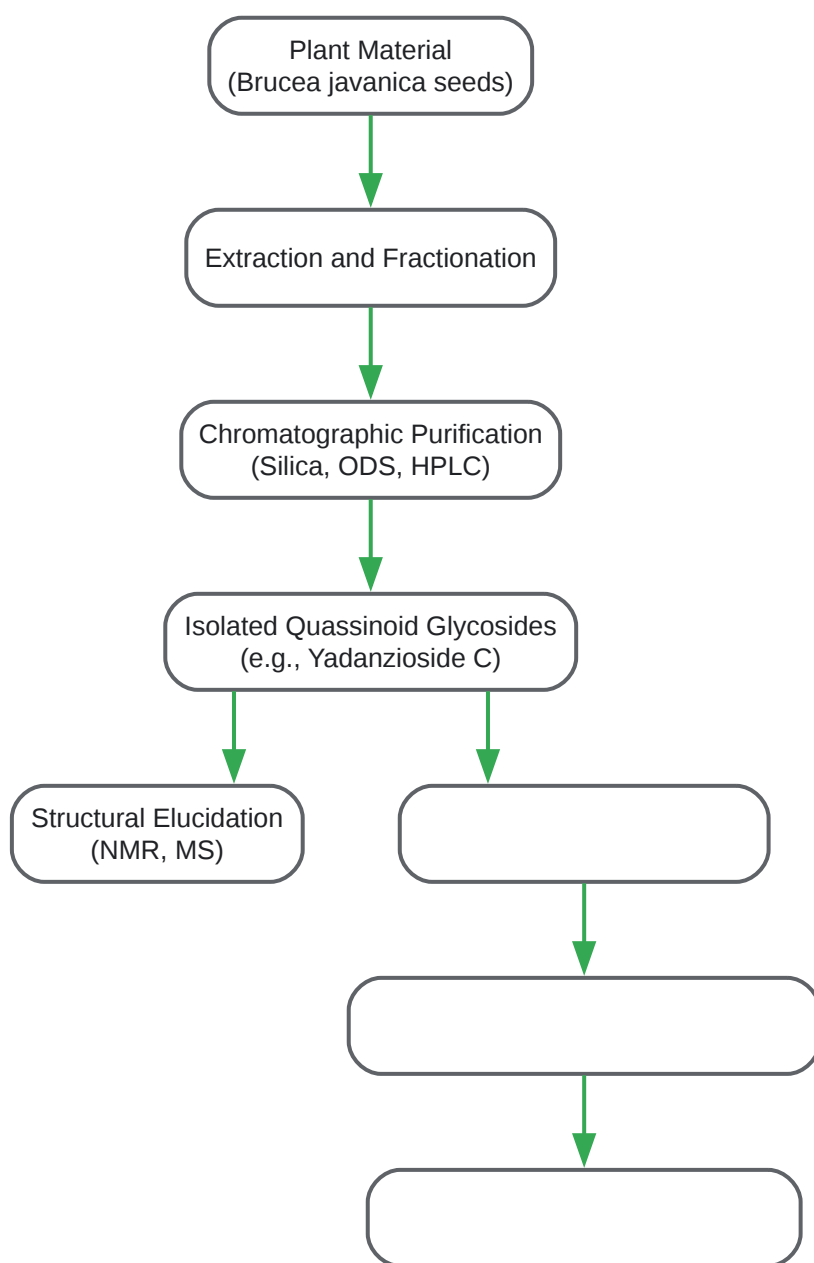 Plant Material
(Brucea javanica seeds)
Extraction and Fractionation
Chromatographic Purification
(Silica, ODS, HPLC)
Isolated Quassinoid Glycosides
(e.g., Yadanzioside C)
Structural Elucidation
(NMR, MS)